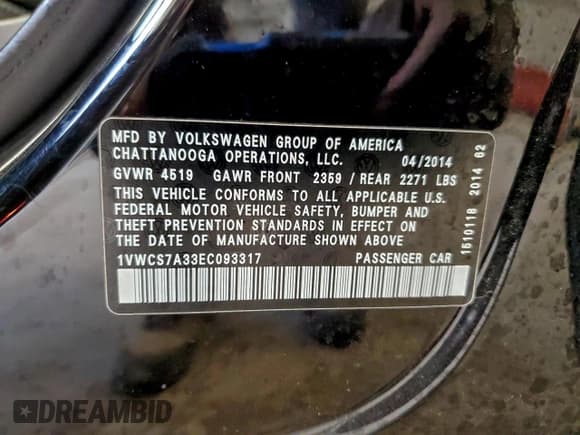 MFD BY VOLKSWAGEN GROUP OF AMERICA
CHATTANOOGA OPERATIONS, LLC. 04/2014
GVWR 4519 GAWR FRONT 2359 / REAR 2271 LBS
THIS VEHICLE CONFORMS TO ALL APPLICABLE U.S.
FEDERAL MOTOR VEHICLE SAFETY, BUMPER AND
THEFT PREVENTION STANDARDS IN EFFECT ON
THE DATE OF MANUFACTURE SHOWN ABOVE
1VWCS7A33EC093317 PASSENGER CAR
1510118 2014 62
DREAMBID